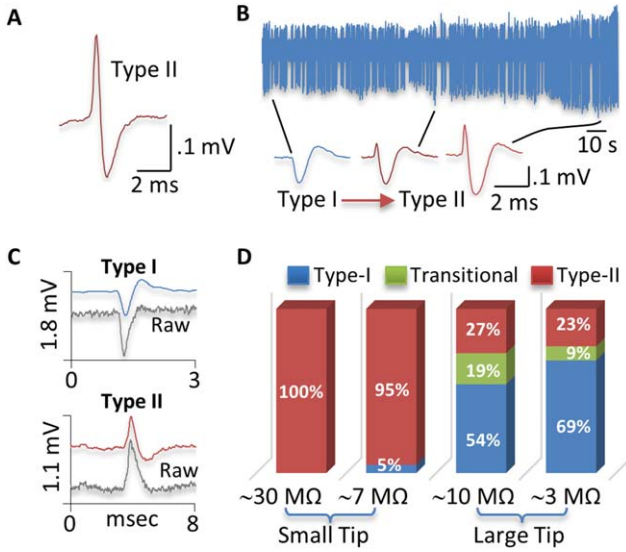 A
Type II
.1 mV
2 ms
B
10 s
Type I
Type II
.1 mV
2 ms
C
Type I
1.8 mV
Raw
0
3
Type II
1.1 mV
Raw
0
msec
8
D
Type-I
Transitional
Type-II
100%
95%
5%
27%
19%
54%
23%
9%
69%
~30 MΩ
~7 MΩ
~10 MΩ
~3 MΩ
Small Tip
Large Tip